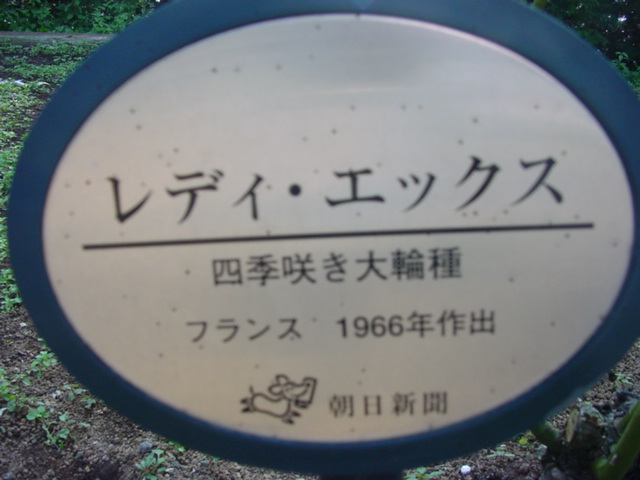 レディ・エックス
四季咲き大輪種
フランス 1966年作出
朝日新聞